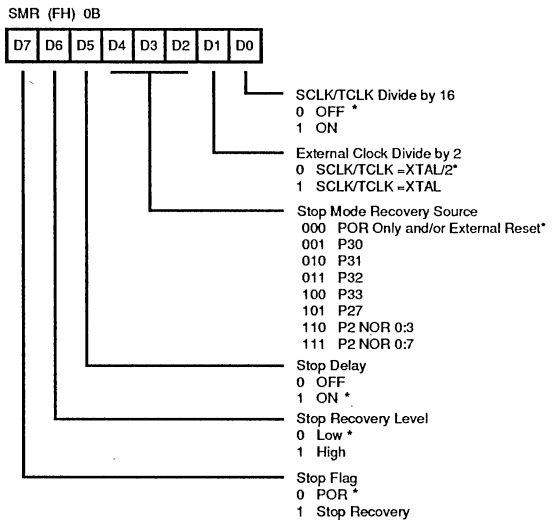 SMR (FH) 0B
D7 D6 D5 D4 D3 D2 D1 D0
SCLK/TCLK Divide by 16
0 OFF *
1 ON
External Clock Divide by 2
0 SCLK/TCLK =XTAL/2*
1 SCLK/TCLK =XTAL
Stop Mode Recovery Source
000 POR Only and/or External Reset*
001 P30
010 P31
011 P32
100 P33
101 P27
110 P2 NOR 0:3
111 P2 NOR 0:7
Stop Delay
0 OFF
1 ON *
Stop Recovery Level
0 Low *
1 High
Stop Flag
0 POR *
1 Stop Recovery